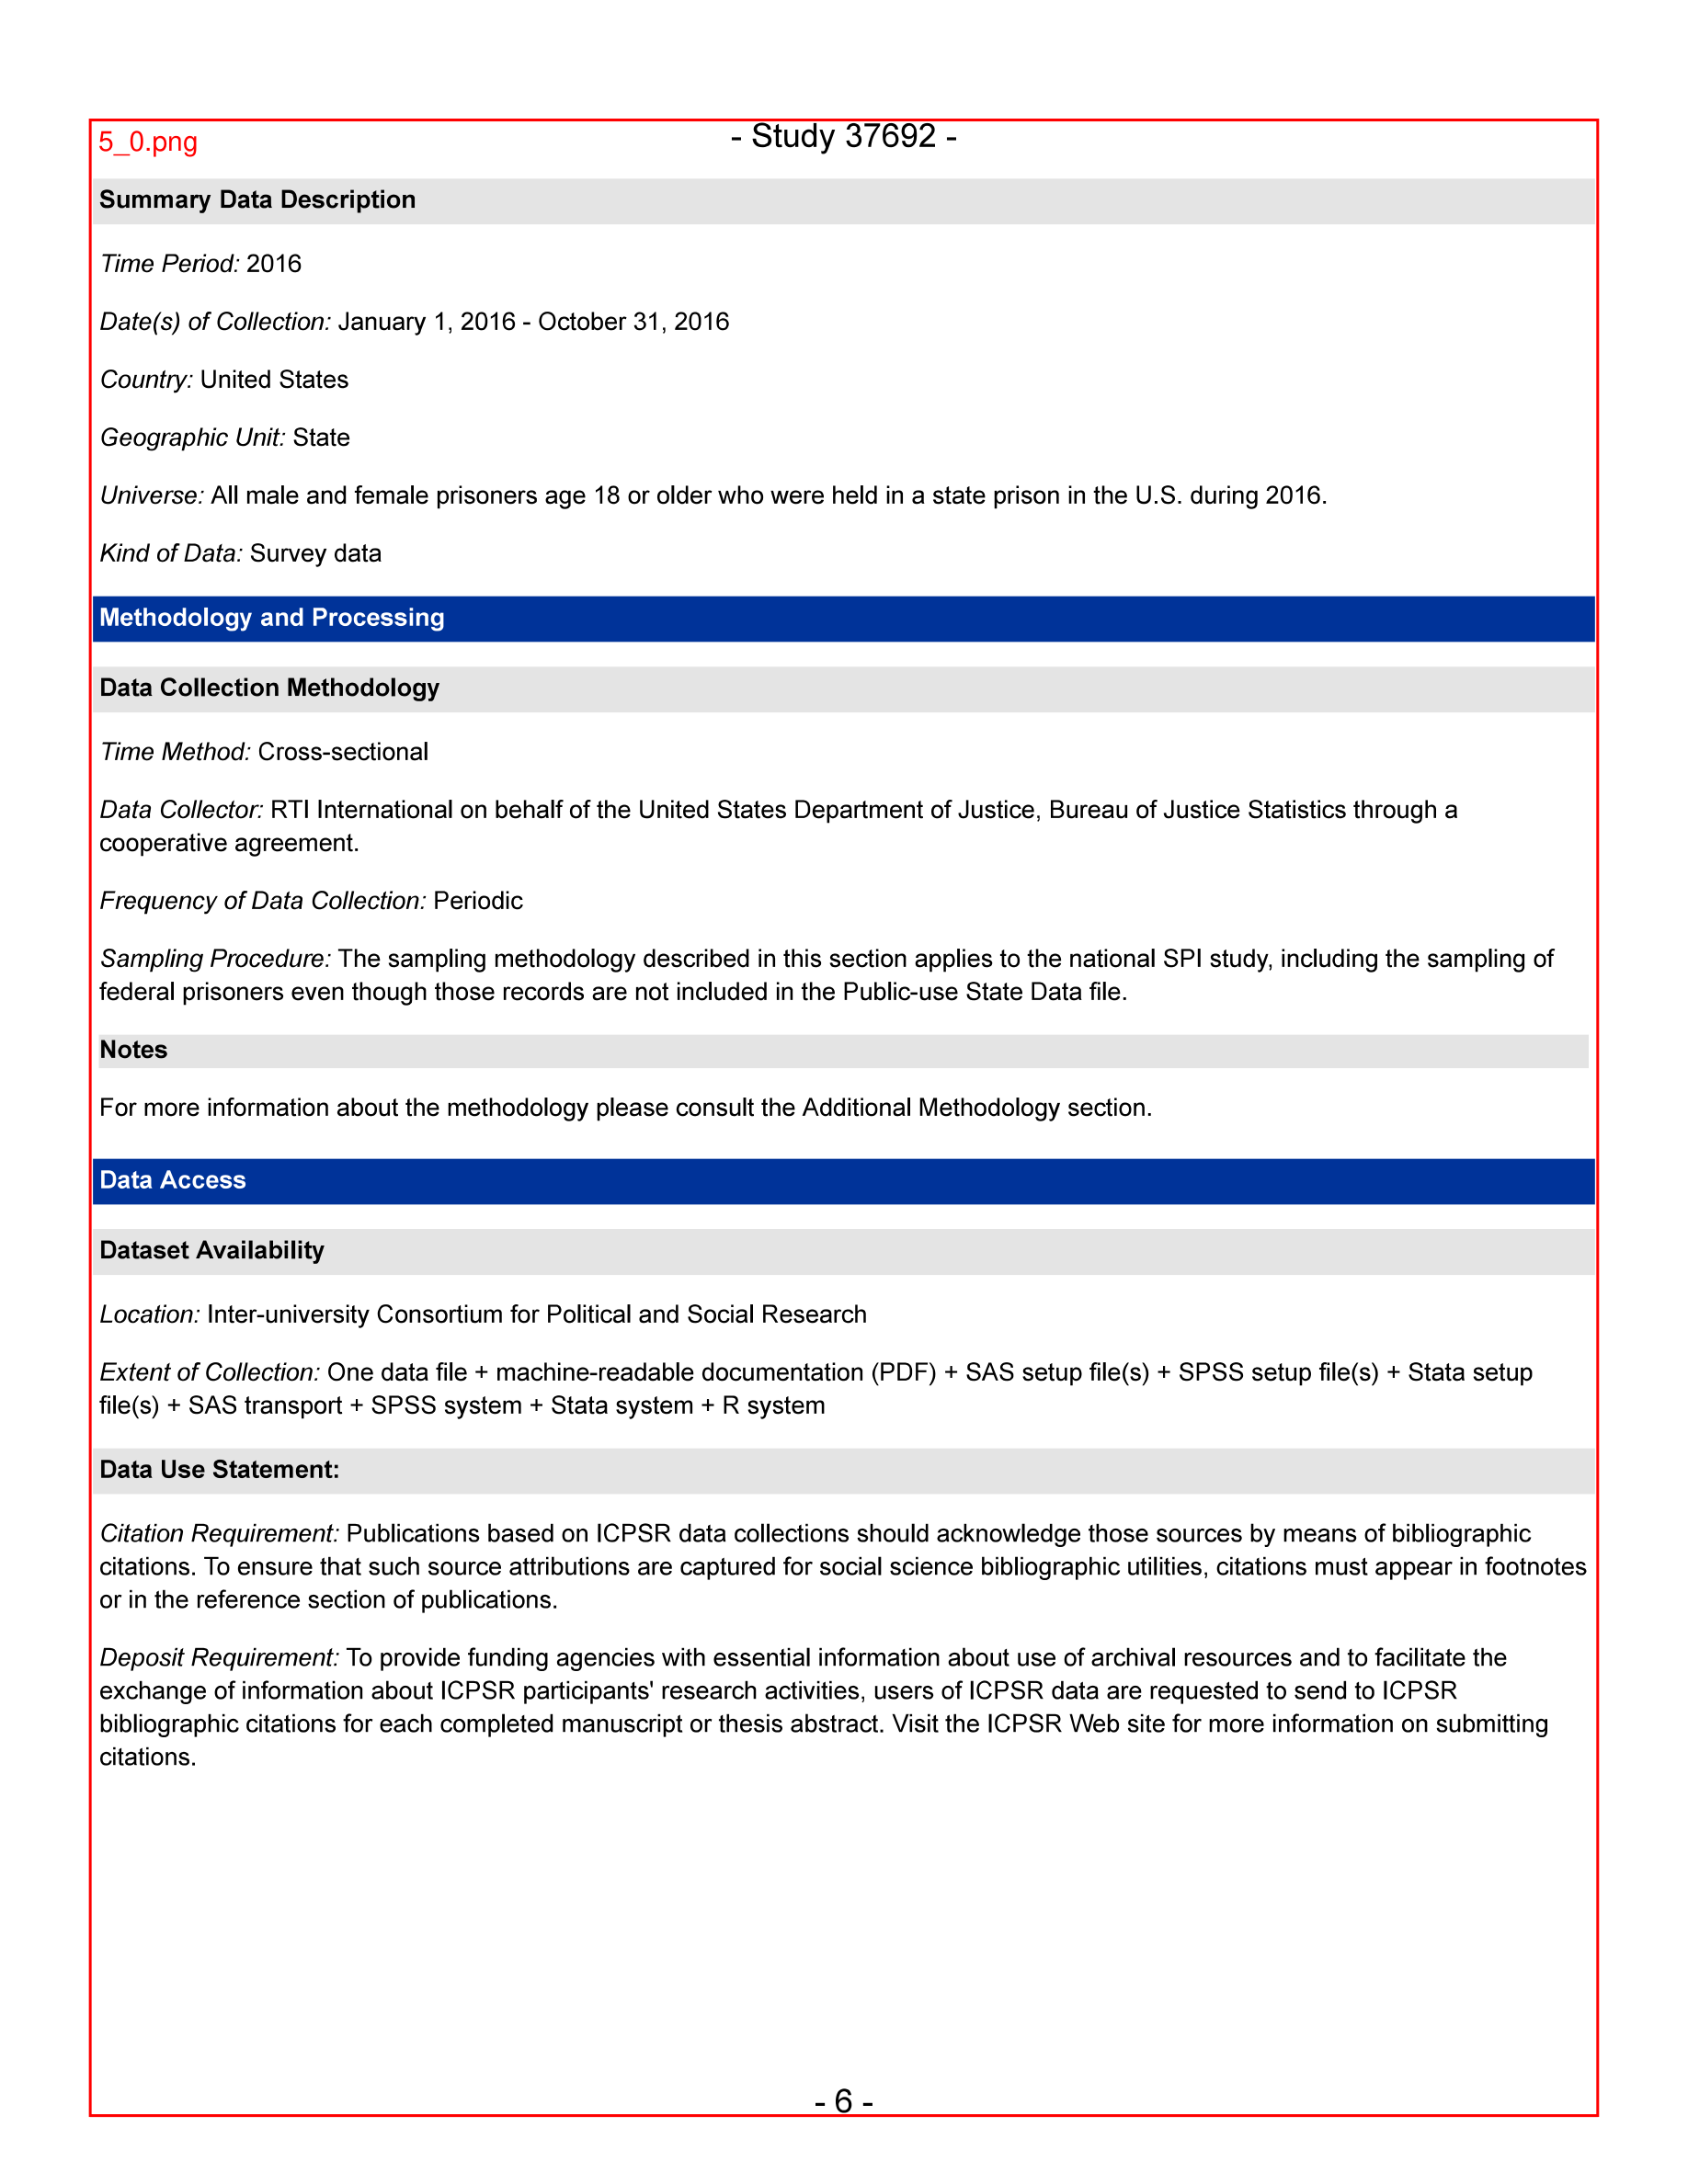 5_0.png
- Study 37692 -
Summary Data Description
Time Period: 2016
Date(s) of Collection: January 1, 2016 - October 31, 2016
Country: United States
Geographic Unit: State
Universe: All male and female prisoners age 18 or older who were held in a state prison in the U.S. during 2016.
Kind of Data: Survey data
Methodology and Processing
Data Collection Methodology
Time Method: Cross-sectional
Data Collector: RTI International on behalf of the United States Department of Justice, Bureau of Justice Statistics through a
cooperative agreement.
Frequency of Data Collection: Periodic
Sampling Procedure: The sampling methodology described in this section applies to the national SPI study, including the sampling of
federal prisoners even though those records are not included in the Public-use State Data file.
Notes
For more information about the methodology please consult the Additional Methodology section.
Data Access
Dataset Availability
Location: Inter-university Consortium for Political and Social Research
Extent of Collection: One data file + machine-readable documentation (PDF) + SAS setup file(s) + SPSS setup file(s) + Stata setup
file(s) + SAS transport + SPSS system + Stata system + R system
Data Use Statement:
Citation Requirement: Publications based on ICPSR data collections should acknowledge those sources by means of bibliographic
citations. To ensure that such source attributions are captured for social science bibliographic utilities, citations must appear in footnotes
or in the reference section of publications.
Deposit Requirement: To provide funding agencies with essential information about use of archival resources and to facilitate the
exchange of information about ICPSR participants' research activities, users of ICPSR data are requested to send to ICPSR
bibliographic citations for each completed manuscript or thesis abstract. Visit the ICPSR Web site for more information on submitting
citations.
- 6 -